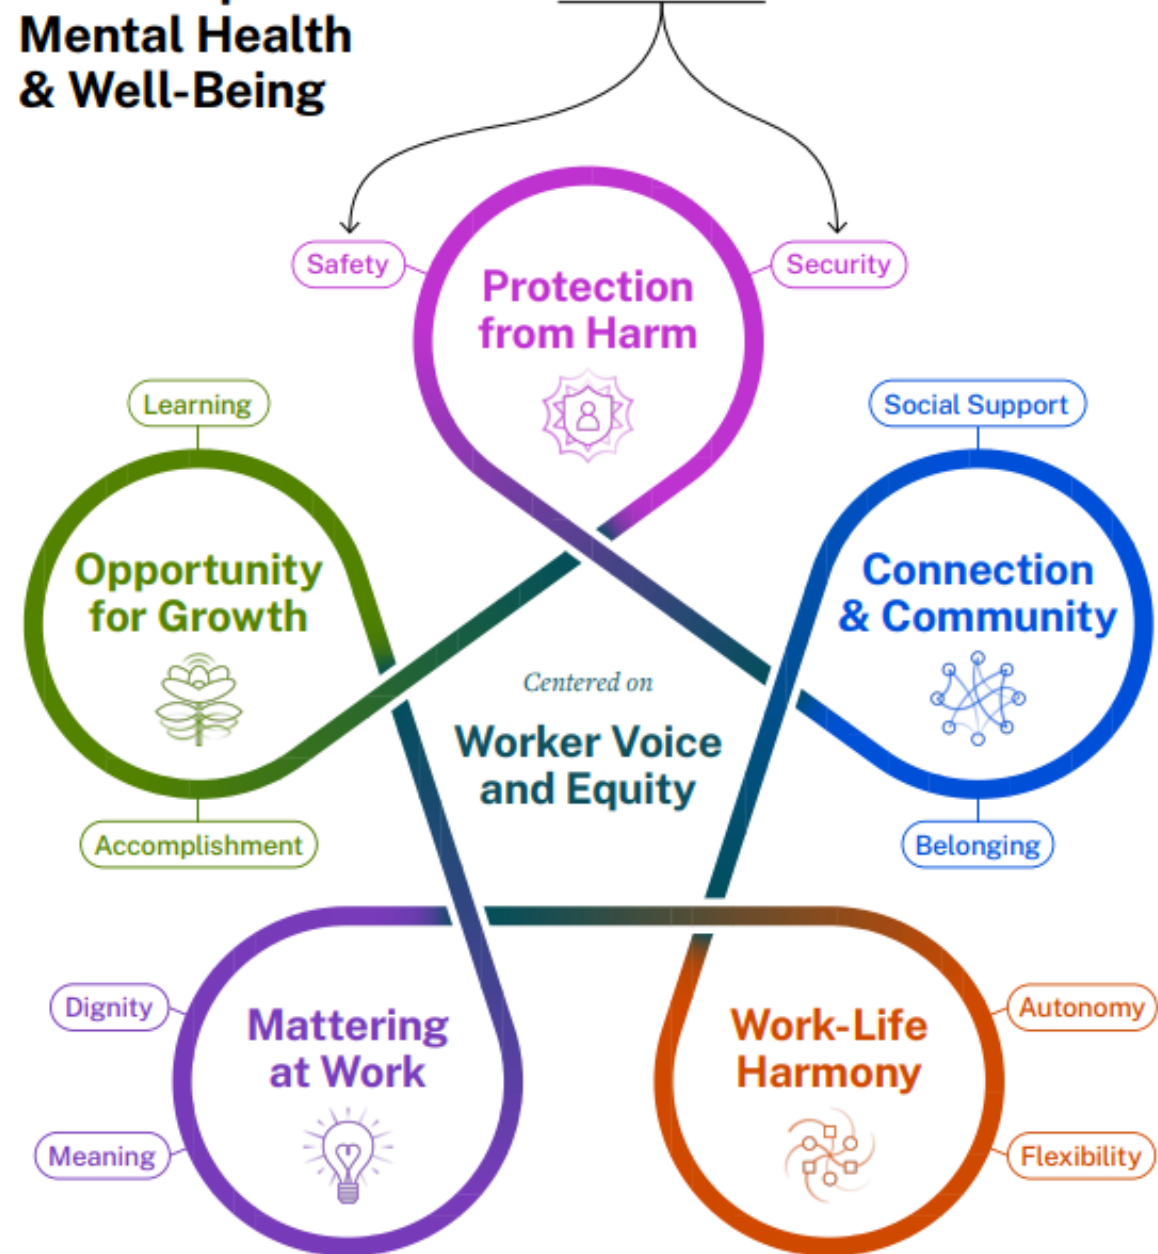 Mental Health
& Well-Being
Safety
Security
Protection
from Harm
Learning
Social Support
Opportunity
for Growth
Connection
& Community
Centered on
Worker Voice
and Equity
Accomplishment
Belonging
Dignity
Autonomy
Mattering
at Work
Work-Life
Harmony
Meaning
Flexibility